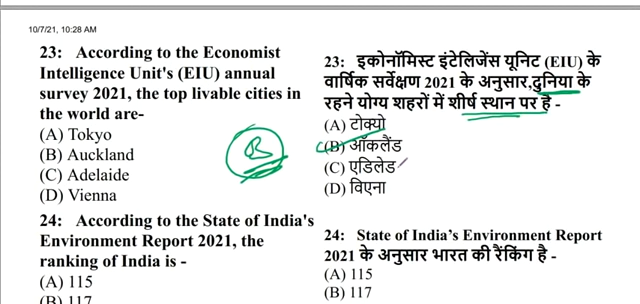 10/7/21, 10:28 AM
23: According to the Economist
Intelligence Unit's (EIU) annual
survey 2021, the top livable cities in
the world are-
(A) Tokyo
(B) Auckland
(C) Adelaide
(D) Vienna
24: According to the State of India's
Environment Report 2021, the
ranking of India is -
(A) 115
(B) 117
23: इकोनॉमिस्ट इंटेलिजेंस यूनिट (EIU) के
वार्षिक सर्वेक्षण 2021 के अनुसार,दुनिया के
रहने योग्य शहरों में शीर्ष स्थान पर है -
(A) टोक्यो
(B) ऑकलैंड
(C) एडिलेड
(D) विएना
24: State of India's Environment Report
2021 के अनुसार भारत की रैंकिंग है -
(A) 115
(B) 117
B